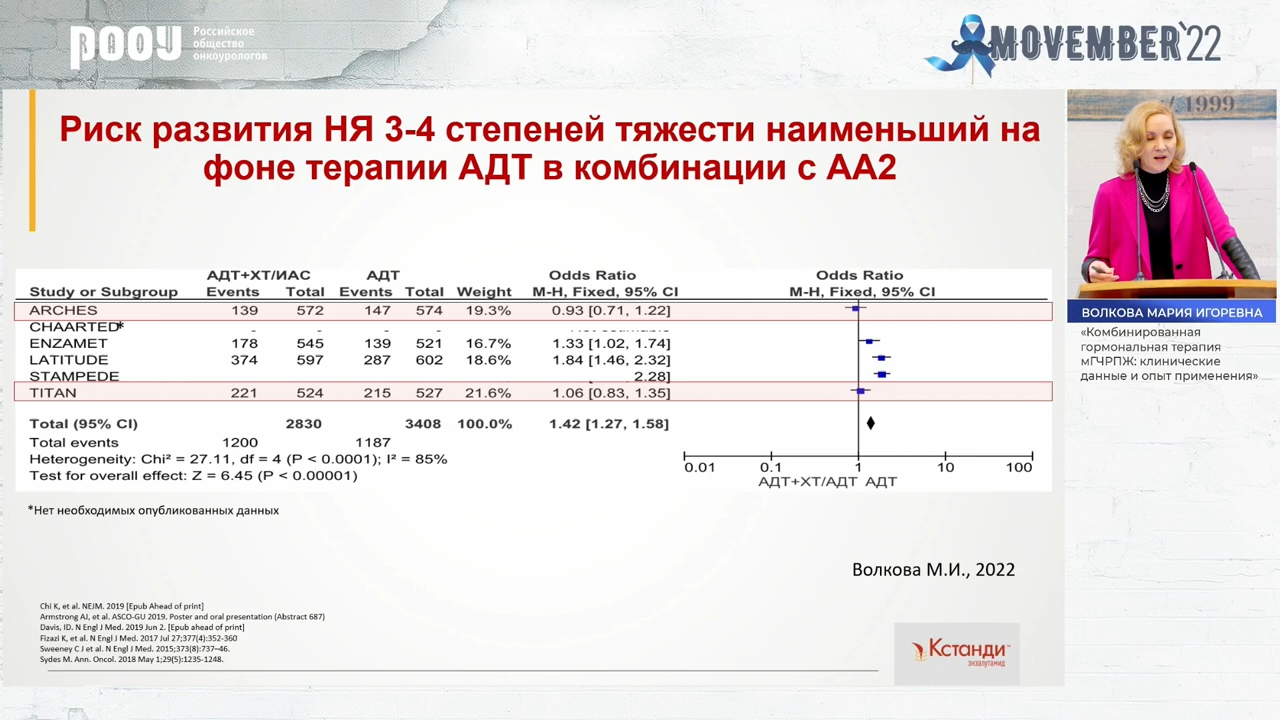 РООУ
Российское
общество
онкоурологов
MOVEMBER'22
Риск развития НЯ 3-4 степеней тяжести наименьший на
фоне терапии АДТ в комбинации с АА2
АДТ+ХТ/ИАС АДТ Odds Ratio Odds Ratio
Study or Subgroup Events Total Events Total Weight M-H, Fixed, 95% CI M-H, Fixed, 95% CI
ARCHES 139 572 147 574 19.3% 0.93 [0.71, 1.22]
CHAARTED*
ENZAMET 178 545 139 521 16.7% 1.33 [1.02, 1.74]
LATITUDE 374 597 287 602 18.6% 1.84 [1.46, 2.32]
STAMPEDE 2.28]
TITAN 221 524 215 527 21.6% 1.06 [0.83, 1.35]
Total (95% CI) 2830 3408 100.0% 1.42 [1.27, 1.58]
Total events 1200 1187
Heterogeneity: Chi² = 27.11, df = 4 (P < 0.0001); I² = 85%
Test for overall effect: Z = 6.45 (P < 0.00001)
0.01 0.1 1 10 100
АДТ+ХТ/АДТ АДТ
*Нет необходимых опубликованных данных
Волкова М.И., 2022
Chi K, et al. NEJM. 2019 [Epub Ahead of print]
Armstrong AJ, et al. ASCO-GU 2019. Poster and oral presentation (Abstract 687)
Davis, ID. N Engl J Med. 2019 Jun 2. [Epub ahead of print]
Fizazi K, et al. N Engl J Med. 2017 Jul 27;377(4):352-360
Sweeney C J et al. N Engl J Med. 2015;373(8):737–46.
Sydes M. Ann. Oncol. 2018 May 1;29(5):1235-1248.
Кстанди™
энзалутамид
/ 1999
ВОЛКОВА МАРИЯ ИГОРЕВНА
«Комбинированная
гормональная терапия
мГЧРПЖ: клинические
данные и опыт применения»